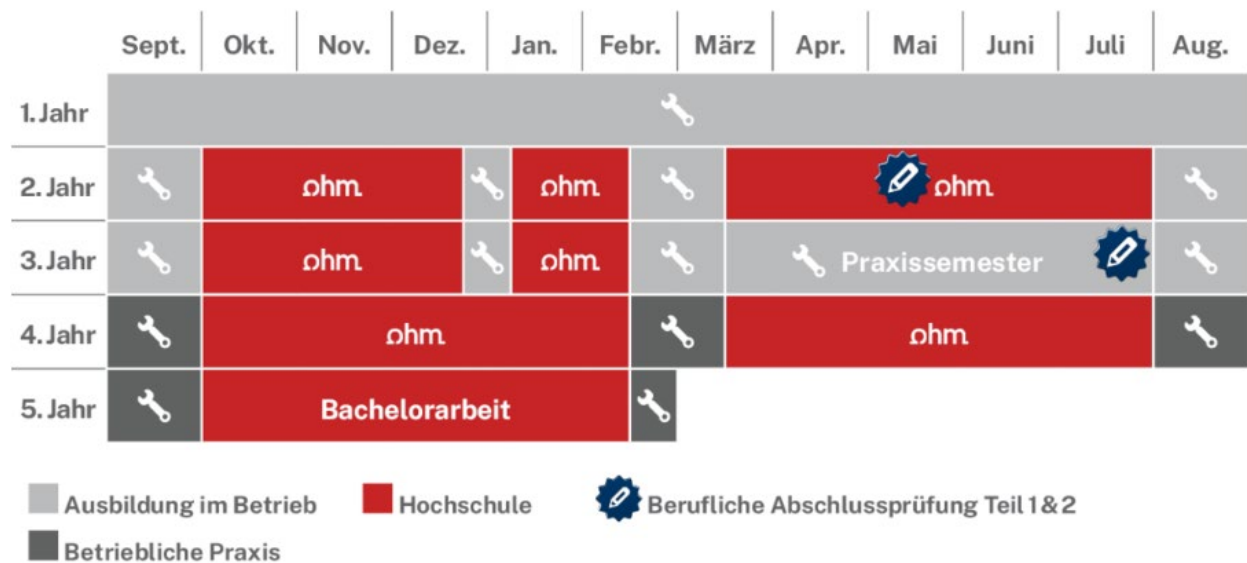 Sept. Okt. Nov. Dez. Jan. Febr. März Apr. Mai Juni Juli Aug.
1. Jahr
2. Jahr ohm ohm ohm
3. Jahr ohm ohm Praxissemester
4. Jahr ohm ohm
5. Jahr Bachelorarbeit
Ausbildung im Betrieb Hochschule Berufliche Abschlussprüfung Teil 1 & 2
Betriebliche Praxis